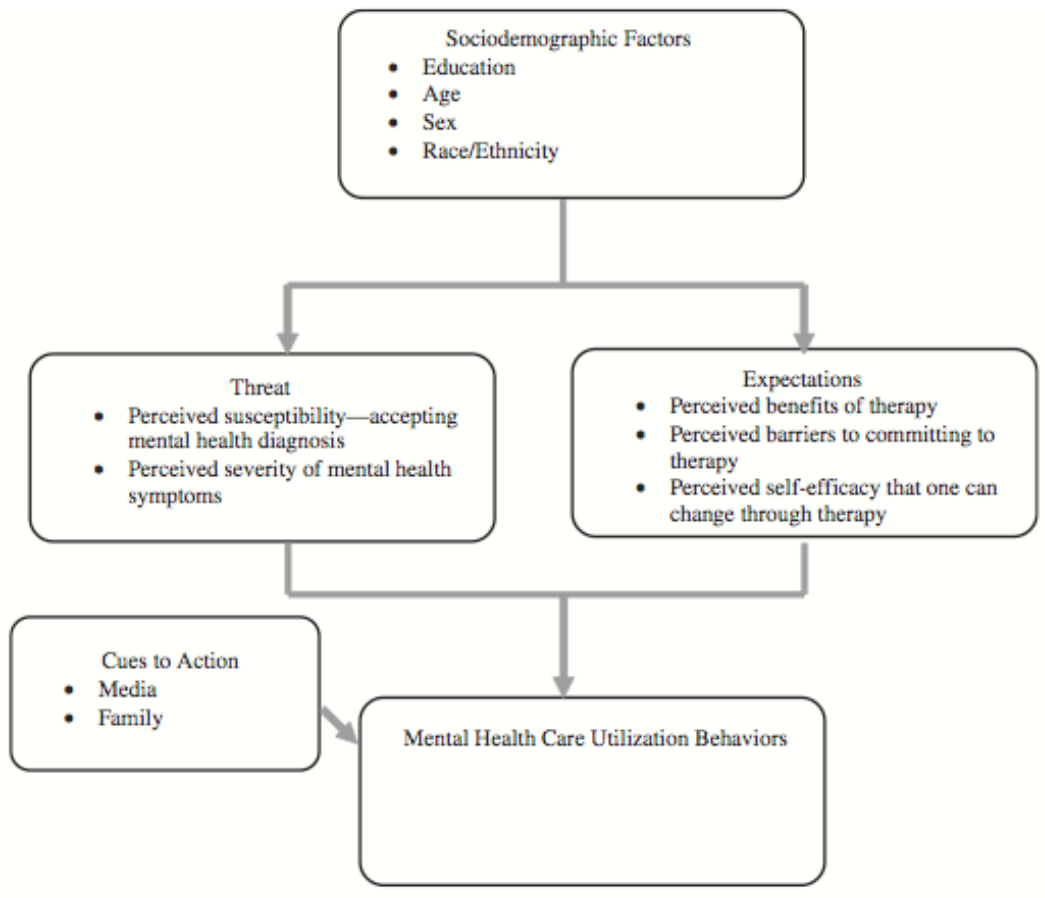 Sociodemographic Factors
• Education
• Age
• Sex
• Race/Ethnicity
Threat
• Perceived susceptibility—accepting
mental health diagnosis
• Perceived severity of mental health
symptoms
Expectations
• Perceived benefits of therapy
• Perceived barriers to committing to
therapy
• Perceived self-efficacy that one can
change through therapy
Cues to Action
• Media
• Family
Mental Health Care Utilization Behaviors